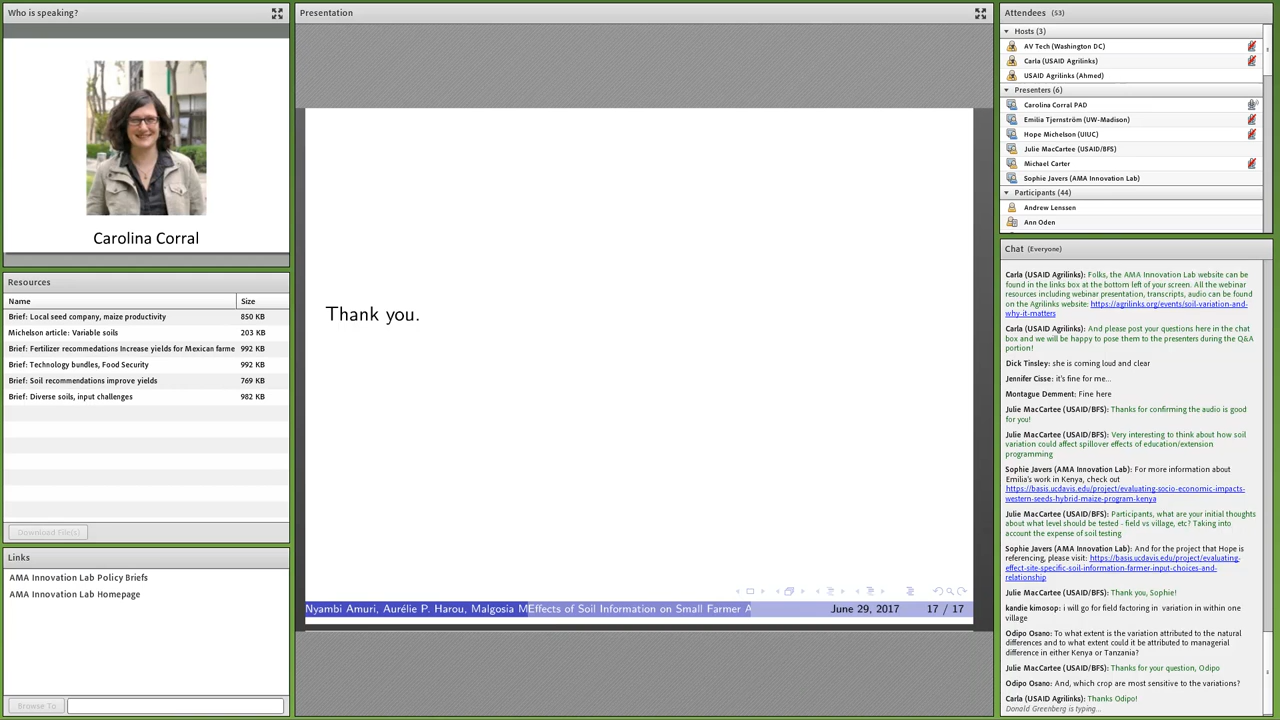 Who is speaking?
Carolina Corral
Resources
Name Size
Brief: Local seed company, maize productivity 850 KB
Michelson article: Variable soils 203 KB
Brief: Fertilizer recommedations Increase yields for Mexican farme 992 KB
Brief: Technology bundles, Food Security 992 KB
Brief: Soil recommendations improve yields 769 KB
Brief: Diverse soils, input challenges 982 KB
Download File(s)
Links
AMA Innovation Lab Policy Briefs
AMA Innovation Lab Homepage
Browse To
Presentation
Thank you.
Nyambi Amuri, Aurélie P. Harou, Malgosia M Effects of Soil Information on Small Farmer A June 29, 2017 17 / 17
Attendees (53)
Hosts (3)
AV Tech (Washington DC)
Carla (USAID Agrilinks)
USAID Agrilinks (Ahmed)
Presenters (6)
Carolina Corral PAD
Emilia Tjernström (UW-Madison)
Hope Michelson (UIUC)
Julie MacCartee (USAID/BFS)
Michael Carter
Sophie Javers (AMA Innovation Lab)
Participants (44)
Andrew Lenssen
Ann Oden
Chat (Everyone)
Carla (USAID Agrilinks): Folks, the AMA Innovation Lab website can be
found in the links box at the bottom left of your screen. All the webinar
resources including webinar presentation, transcripts, audio can be found
on the Agrilinks website: https://agrilinks.org/events/soil-variation-and-
why-it-matters
Carla (USAID Agrilinks): And please post your questions here in the chat
box and we will be happy to pose them to the presenters during the Q&A
portion!
Dick Tinsley: she is coming loud and clear
Jennifer Cisse: it's fine for me...
Montague Demment: Fine here
Julie MacCartee (USAID/BFS): Thanks for confirming the audio is good
for you!
Julie MacCartee (USAID/BFS): Very interesting to think about how soil
variation could affect spillover effects of education/extension
programming
Sophie Javers (AMA Innovation Lab): For more information about
Emilia's work in Kenya, check out
https://basis.ucdavis.edu/project/evaluating-socio-economic-impacts-
western-seeds-hybrid-maize-program-kenya
Julie MacCartee (USAID/BFS): Participants, what are your initial thoughts
about what level should be tested - field vs village, etc? Taking into
account the expense of soil testing
Sophie Javers (AMA Innovation Lab): And for the project that Hope is
referencing, please visit: https://basis.ucdavis.edu/project/evaluating-
effect-site-specific-soil-information-farmer-input-choices-and-
relationship
Julie MacCartee (USAID/BFS): Thank you, Sophie!
kandie kimosop: i will go for field factoring in variation in within one
village
Odipo Osano: To what extent is the variation attributed to the natural
differences and to what extent could it be attributed to managerial
difference in either Kenya or Tanzania?
Julie MacCartee (USAID/BFS): Thanks for your question, Odipo
Odipo Osano: And, which crop are most sensitive to the variations?
Carla (USAID Agrilinks): Thanks Odipo!
Donald Greenberg is typing...